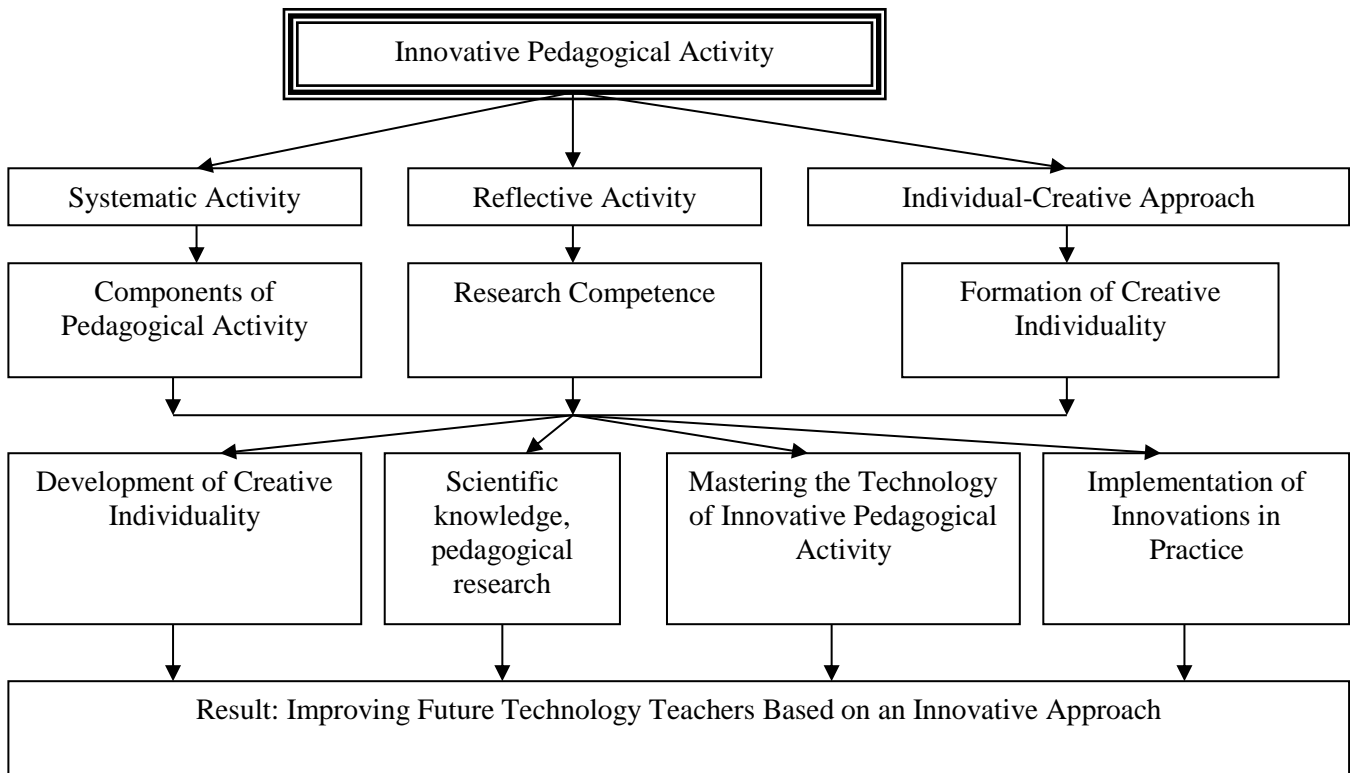 Innovative Pedagogical Activity
Systematic Activity
Reflective Activity
Individual-Creative Approach
Components of
Pedagogical Activity
Research Competence
Formation of Creative
Individuality
Development of Creative
Individuality
Scientific
knowledge,
pedagogical
research
Mastering the Technology
of Innovative Pedagogical
Activity
Implementation of
Innovations in
Practice
Result: Improving Future Technology Teachers Based on an Innovative Approach